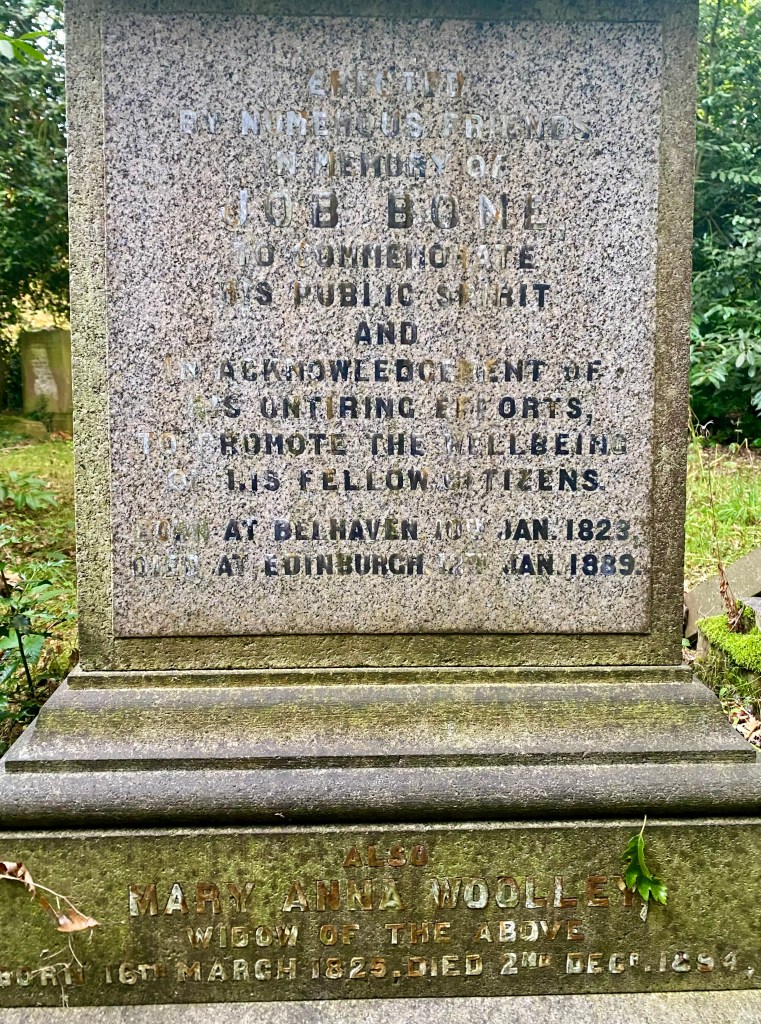 ERECTED
BY NUMEROUS FRIENDS
IN MEMORY OF
JOB BONE,
TO COMMEMORATE
HIS PUBLIC SPIRIT
AND
IN ACKNOWLEEDGEMENT OF
HIS UNTIRING EFFORTS,
TO PROMOTE THE WELLBEING
OF HIS FELLOW CITIZENS.
BORN AT BELHAVEN 10TH JAN. 1823,
DIED AT EDINBURGH JAN. 1889.
ALSO
MARY ANNA WOOLLEY
WIDOW OF THE ABOVE
BORN 16TH MARCH 1825, DIED 2ND DECR. 1894,